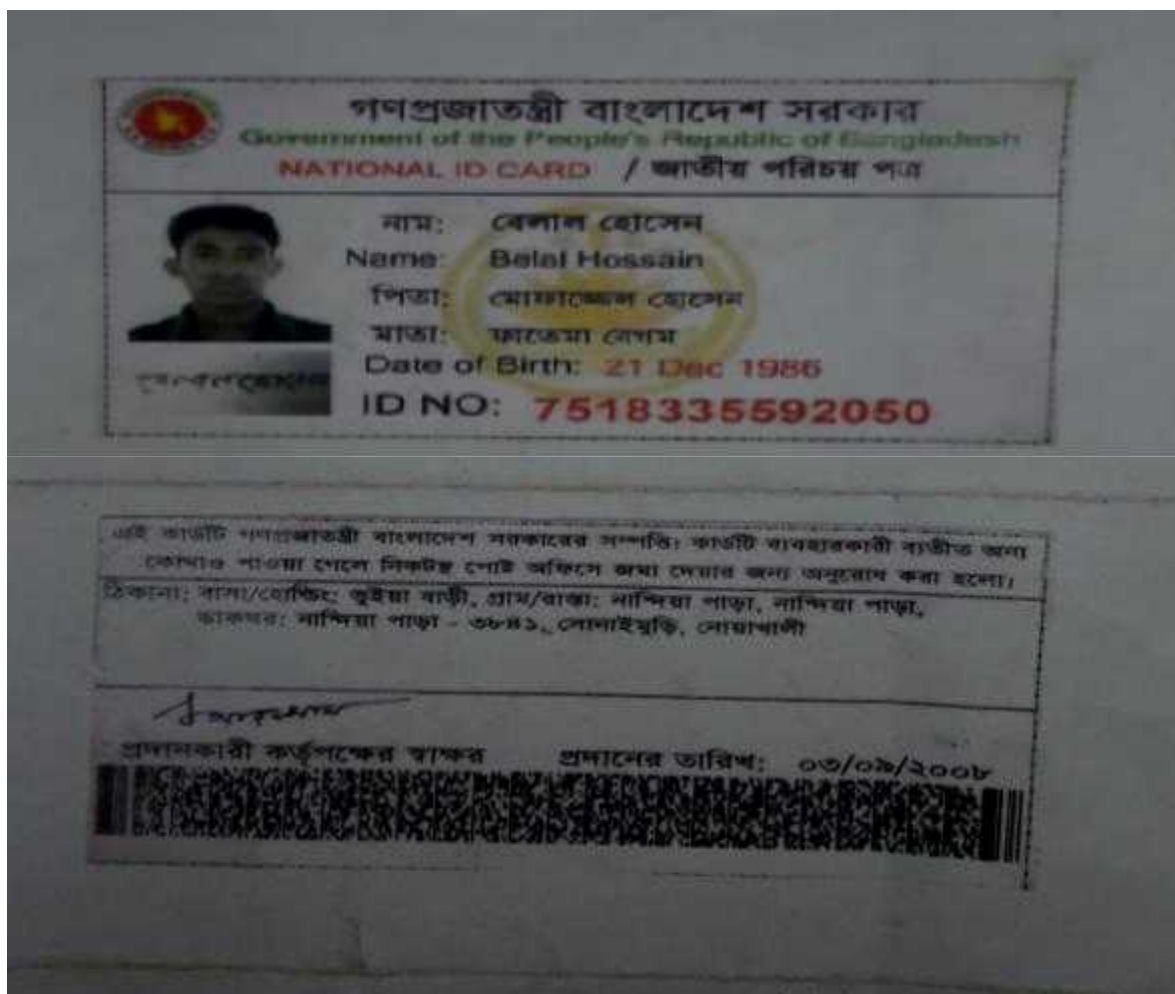 গণপ্রজাতন্ত্রী বাংলাদেশ সরকার
Government of the People's Republic of Bangladesh
NATIONAL ID CARD / জাতীয় পরিচয় পত্র
নাম: বেলাল হোসেন
Name: Belal Hossain
পিতা: মোফাজ্জেল হোসেন
মাতা: ফাতেমা বেগম
Date of Birth: 21 Dec 1986
ID NO: 7518335592050
এই কার্ডটি গণপ্রজাতন্ত্রী বাংলাদেশ সরকারের সম্পত্তি। কার্ডটি ব্যবহারকারী ব্যতীত অন্য
কোথাও পাওয়া গেলে নিকটস্থ পোষ্ট অফিসে জমা দেয়ার জন্য অনুরোধ করা হলো।
ঠিকানা: বাসা/হোল্ডিং: ভুইয়া বাড়ী, গ্রাম/রাস্তা: নান্দিয়া পাড়া, নান্দিয়া পাড়া,
ডাকঘর: নান্দিয়া পাড়া - ৩৮৪১, সোনাইমুড়ি, নোয়াখালী
প্রদানকারী কর্তৃপক্ষের স্বাক্ষর প্রদানের তারিখ: ০৩/০৯/২০০৮